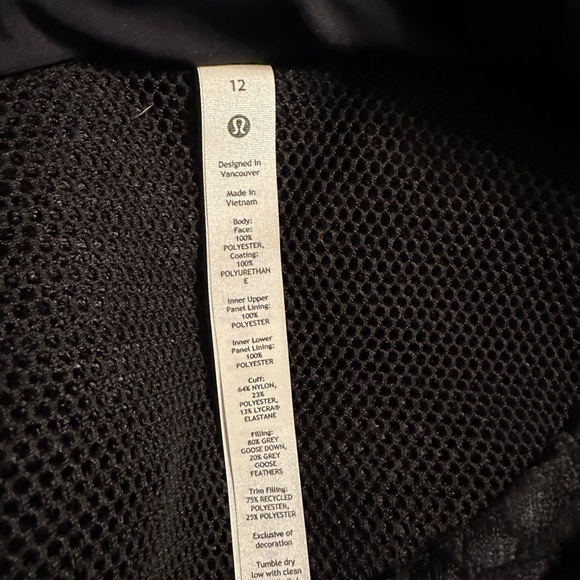 12
Designed in
Vancouver
Made in
Vietnam
Body:
Face:
100%
POLYESTER,
Coating:
100%
POLYURETHAN
E
Inner Upper
Panel Lining:
100%
POLYESTER
Inner Lower
Panel Lining:
100%
POLYESTER
Cuff:
64% NYLON,
23%
POLYESTER,
13% LYCRA®
ELASTANE
Filling:
80% GREY
GOOSE DOWN,
20% GREY
GOOSE
FEATHERS
Trim Filling:
75% RECYCLED
POLYESTER,
25% POLYESTER
Exclusive of
decoration
Tumble dry
low with clean